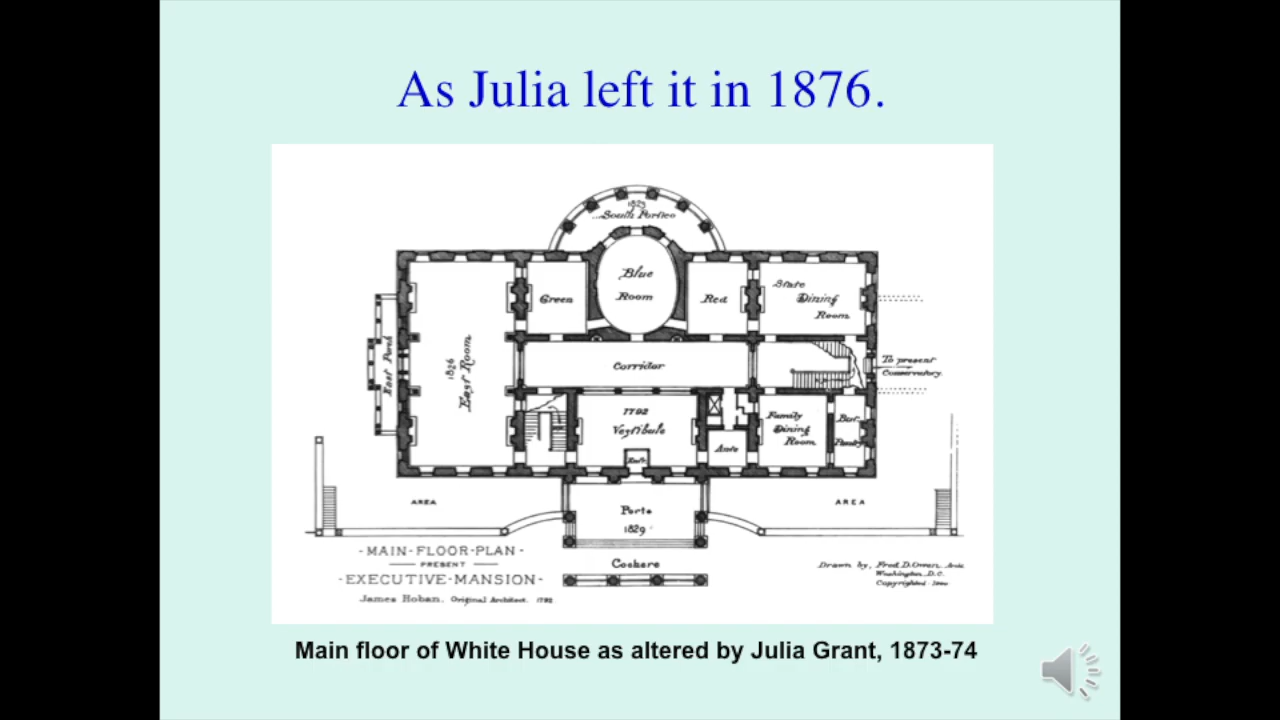 As Julia left it in 1876.
1825
South Portico
Blue
Room
Green
Red
State
Dining
Room
East Porch
1826
East Room
Corridor
To present
Conservatory.
1792
Vestibule
Family
Dining
Room
Ante
AREA
AREA
Porte
1829
Cochere
-MAIN-FLOOR-PLAN-
PRESENT
-EXECUTIVE-MANSION-
James Hoban, Original Architect. 1792
Drawn by, Fred. D. Owen,
Washington, D.C.
Copyrighted
Main floor of White House as altered by Julia Grant, 1873-74